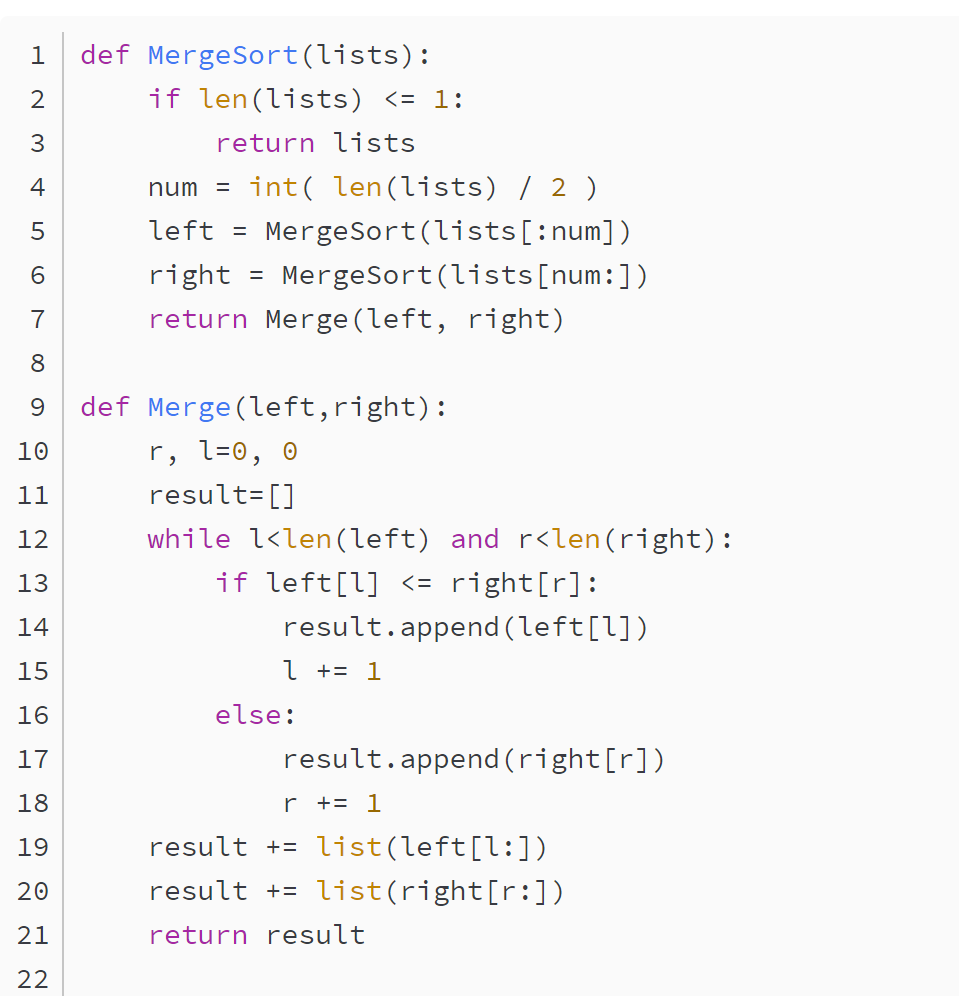 1 def MergeSort(lists):
2     if len(lists) <= 1:
3         return lists
4     num = int( len(lists) / 2 )
5     left = MergeSort(lists[:num])
6     right = MergeSort(lists[num:])
7     return Merge(left, right)
8
9 def Merge(left,right):
10     r, l=0, 0
11     result=[]
12     while l<len(left) and r<len(right):
13         if left[l] <= right[r]:
14             result.append(left[l])
15             l += 1
16         else:
17             result.append(right[r])
18             r += 1
19     result += list(left[l:])
20     result += list(right[r:])
21     return result
22